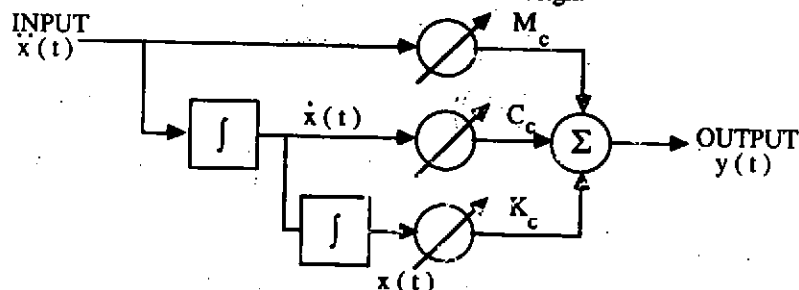 INPUT
ẍ(t)
M_c
∫
ẋ(t)
C_c
Σ
OUTPUT
y(t)
∫
K_c
x(t)